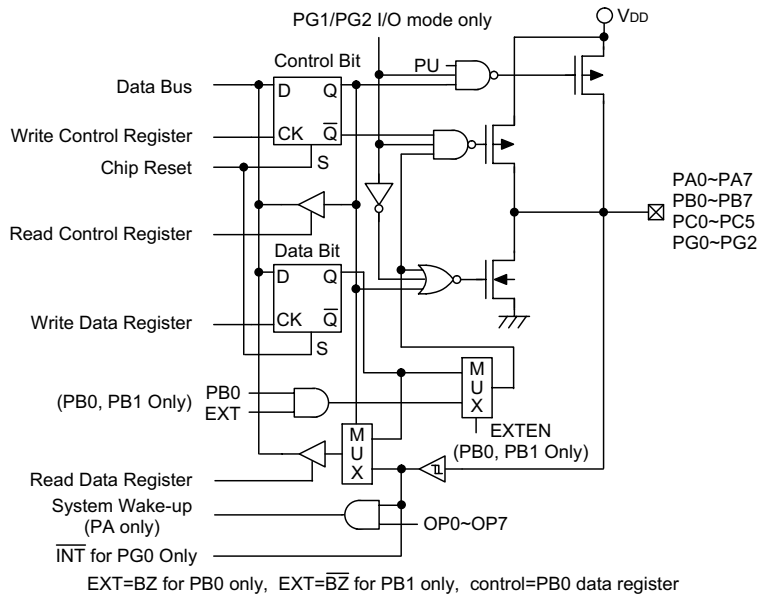 PG1/PG2 I/O mode only
VDD
Control Bit
PU
Data Bus
D Q
Write Control Register
CK Q̅
Chip Reset
S
PA0~PA7
PB0~PB7
PC0~PC5
PG0~PG2
Read Control Register
Data Bit
D Q
Write Data Register
CK Q̅
S
MUX
(PB0, PB1 Only)
PB0
EXT
EXTEN
(PB0, PB1 Only)
MUX
Read Data Register
System Wake-up
(PA only)
OP0~OP7
I̅N̅T̅ for PG0 Only
EXT=BZ for PB0 only, EXT=B̅Z̅ for PB1 only, control=PB0 data register